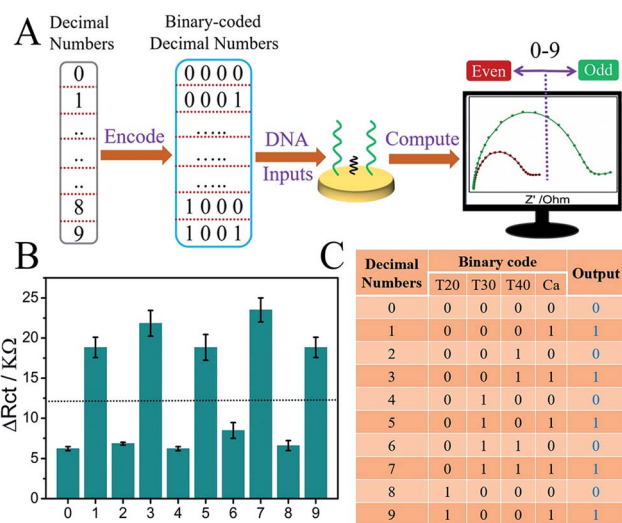 A
Decimal Numbers
Binary-coded Decimal Numbers
0
0 0 0 0
1
0 0 0 1
..
.....
..
.....
..
.....
8
1 0 0 0
9
1 0 0 1
Encode
DNA Inputs
Compute
0-9
Even
Odd
Z' /Ohm
B
ΔRct / KΩ
25
20
15
10
5
0
0 1 2 3 4 5 6 7 8 9
C
Decimal Numbers Binary code Output
T20 T30 T40 Ca
0 0 0 0 0 0
1 0 0 0 1 1
2 0 0 1 0 0
3 0 0 1 1 1
4 0 1 0 0 0
5 0 1 0 1 1
6 0 1 1 0 0
7 0 1 1 1 1
8 1 0 0 0 0
9 1 0 0 1 1